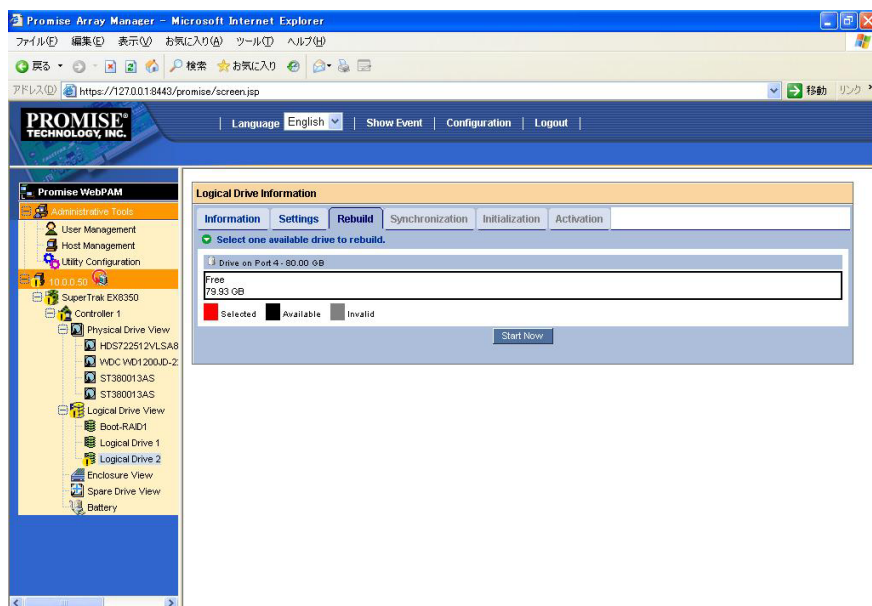 Promise Array Manager - Microsoft Internet Explorer
ファイル(F) 編集(E) 表示(V) お気に入り(A) ツール(T) ヘルプ(H)
戻る 検索 お気に入り
アドレス(D) https://127.0.0.1:8443/promise/screen.jsp 移動 リンク
PROMISE®
TECHNOLOGY, INC.
| Language English | Show Event | Configuration | Logout |
Promise WebPAM
Administrative Tools
User Management
Host Management
Utility Configuration
10.0.0.50
SuperTrak EX8350
Controller 1
Physical Drive View
HDS722512VLSA8
WDC WD1200JD-2
ST380013AS
ST380013AS
Logical Drive View
Boot-RAID1
Logical Drive 1
Logical Drive 2
Enclosure View
Spare Drive View
Battery
Logical Drive Information
Information Settings Rebuild Synchronization Initialization Activation
Select one available drive to rebuild.
Drive on Port 4 - 80.00 GB
Free
79.93 GB
Selected Available Invalid
Start Now